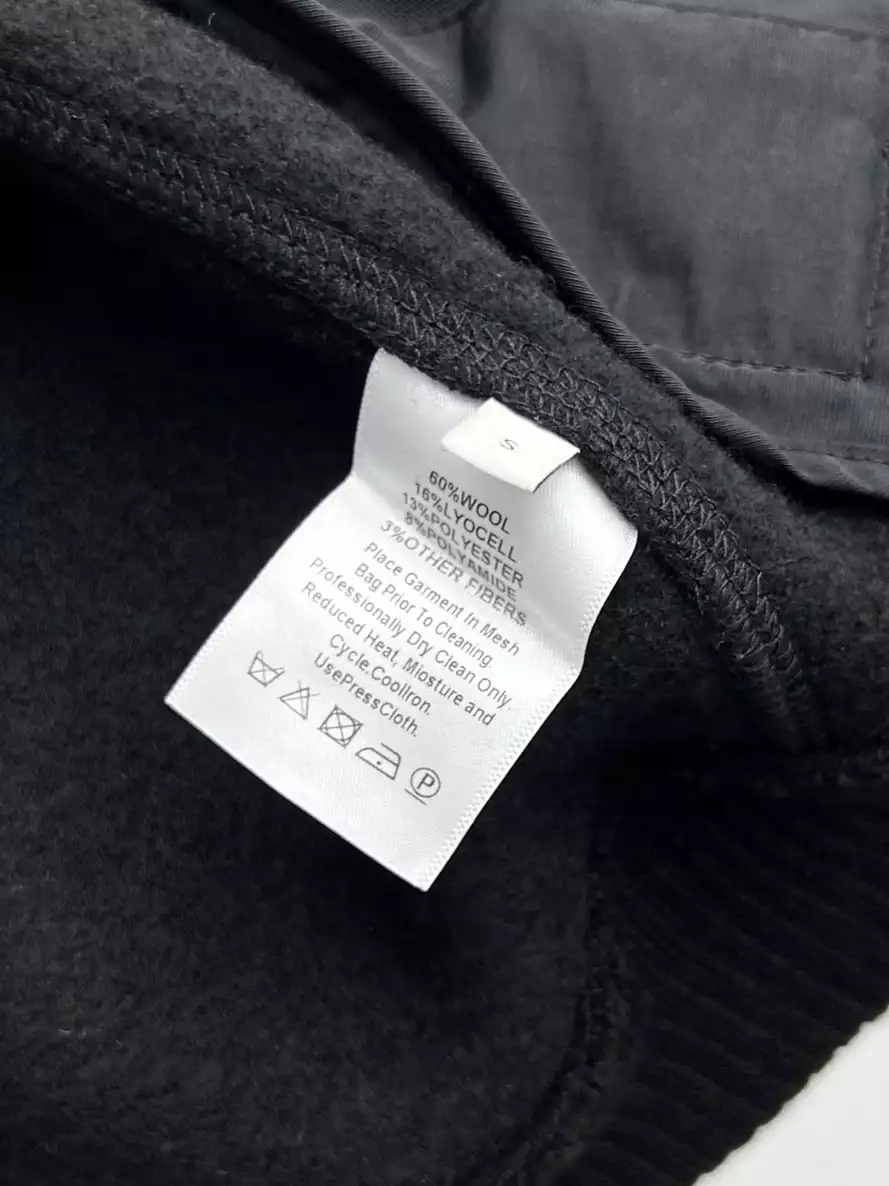 S
60%WOOL
16%LYOCELL
13%POLYESTER
8%POLYAMIDE
3%OTHER FIBERS
Place Garment In Mesh
Bag Prior To Cleaning.
Professionally Dry Clean Only
Reduced Heat, Miosture and
Cycle.CoolIron.
UsePressCloth.
P